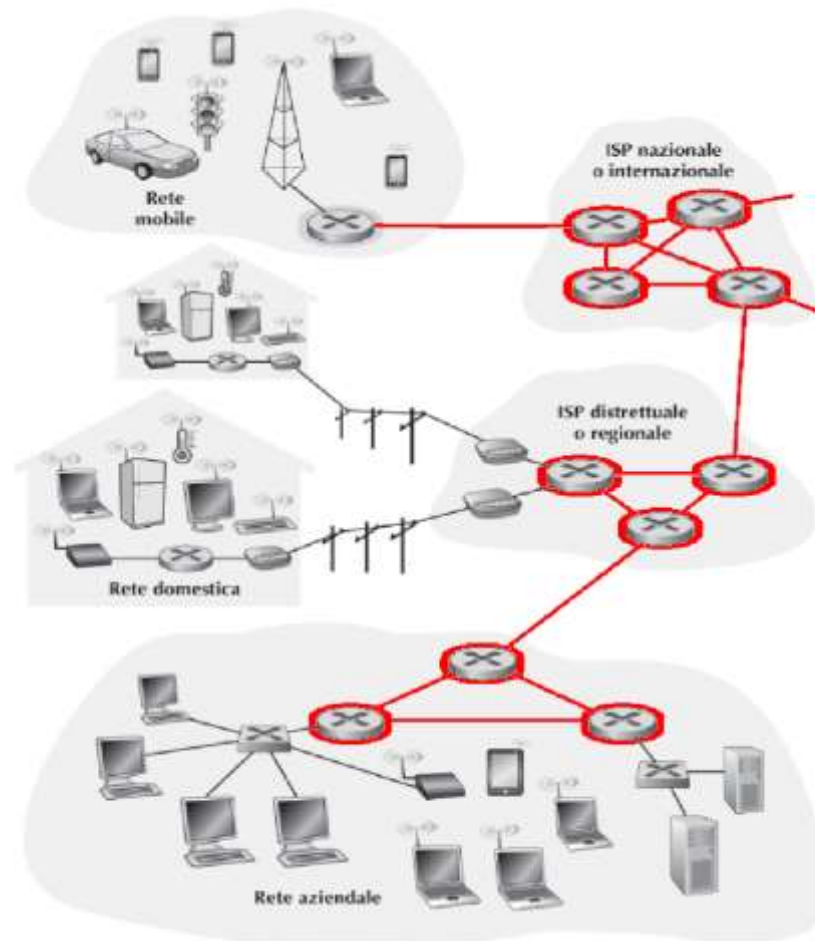 ISP nazionale
o internazionale
Rete
mobile
ISP distrettuale
o regionale
Rete domestica
Rete aziendale